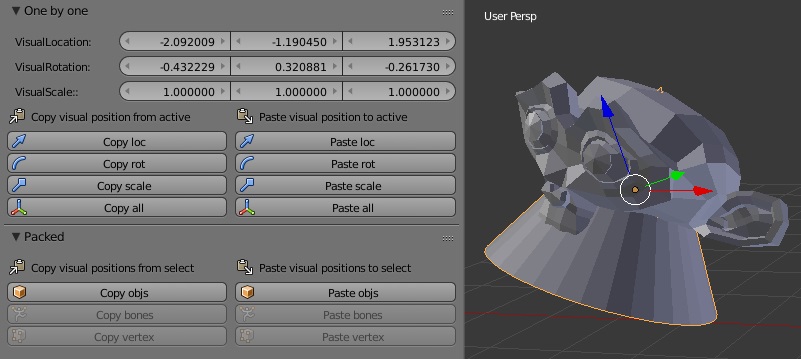 One by one
VisualLocation: -2.092009 -1.190450 1.953123
VisualRotation: -0.432229 0.320881 -0.261730
VisualScale:: 1.000000 1.000000 1.000000
Copy visual position from active Paste visual position to active
Copy loc Paste loc
Copy rot Paste rot
Copy scale Paste scale
Copy all Paste all
Packed
Copy visual positions from select Paste visual positions to select
Copy objs Paste objs
Copy bones Paste bones
Copy vertex Paste vertex
User Persp